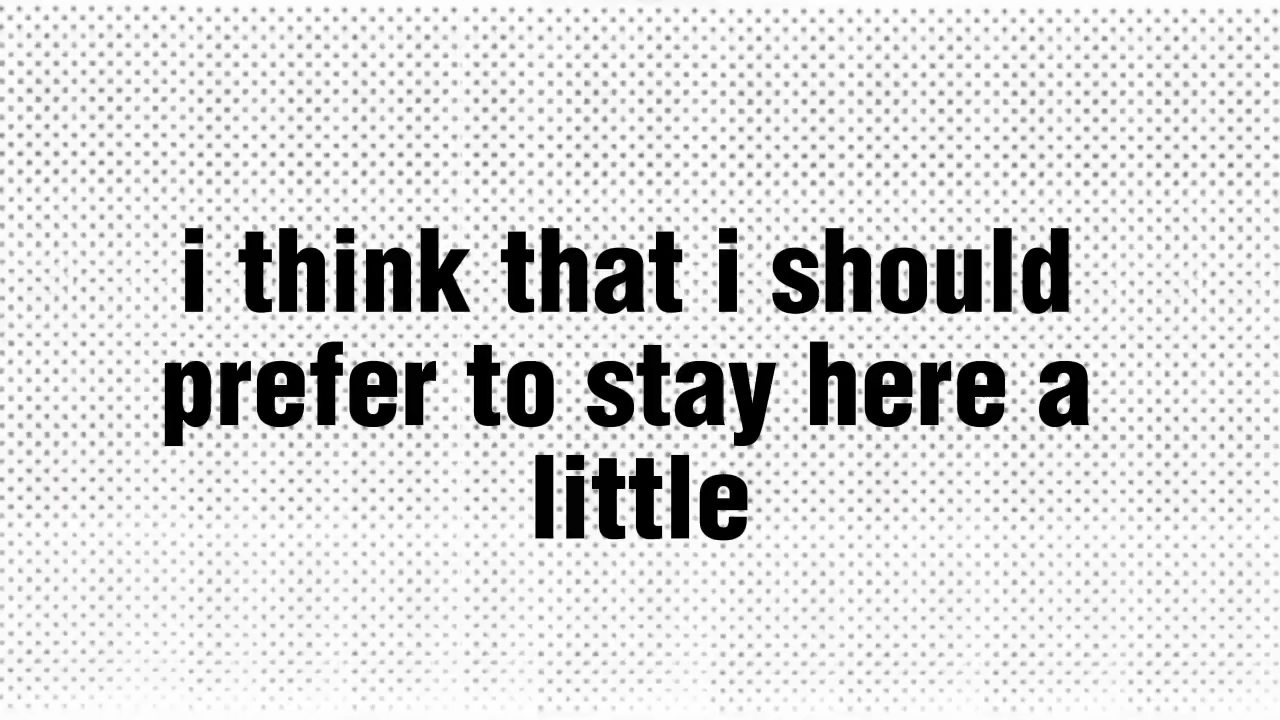 i think that i should
prefer to stay here a
little